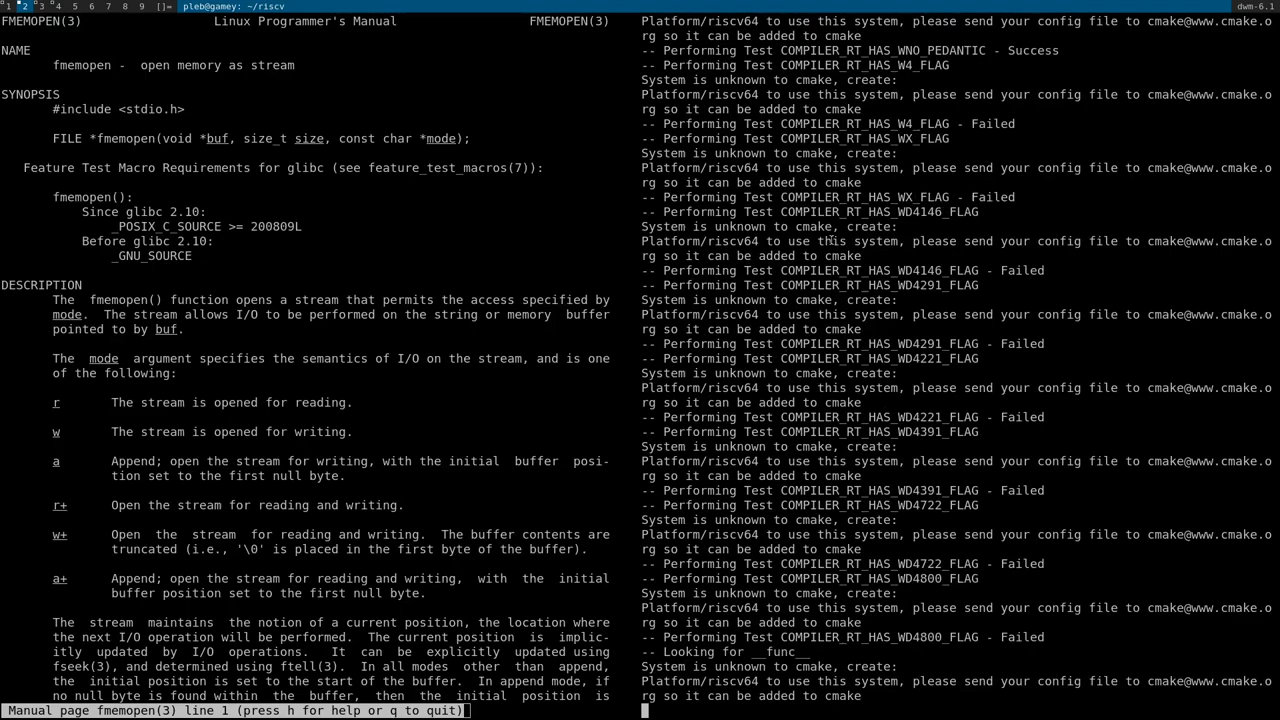 1 2 3 4 5 6 7 8 9 []= pleb@gamey: ~/riscv dwm-6.1
FMEMOPEN(3) Linux Programmer's Manual FMEMOPEN(3)
NAME
fmemopen - open memory as stream
SYNOPSIS
#include <stdio.h>
FILE *fmemopen(void *buf, size_t size, const char *mode);
Feature Test Macro Requirements for glibc (see feature_test_macros(7)):
fmemopen():
Since glibc 2.10:
_POSIX_C_SOURCE >= 200809L
Before glibc 2.10:
_GNU_SOURCE
DESCRIPTION
The fmemopen() function opens a stream that permits the access specified by
mode. The stream allows I/O to be performed on the string or memory buffer
pointed to by buf.
The mode argument specifies the semantics of I/O on the stream, and is one
of the following:
r The stream is opened for reading.
w The stream is opened for writing.
a Append; open the stream for writing, with the initial buffer posi-
tion set to the first null byte.
r+ Open the stream for reading and writing.
w+ Open the stream for reading and writing. The buffer contents are
truncated (i.e., '\0' is placed in the first byte of the buffer).
a+ Append; open the stream for reading and writing, with the initial
buffer position set to the first null byte.
The stream maintains the notion of a current position, the location where
the next I/O operation will be performed. The current position is implic-
itly updated by I/O operations. It can be explicitly updated using
fseek(3), and determined using ftell(3). In all modes other than append,
the initial position is set to the start of the buffer. In append mode, if
no null byte is found within the buffer, then the initial position is
Manual page fmemopen(3) line 1 (press h for help or q to quit)
Platform/riscv64 to use this system, please send your config file to cmake@www.cmake.o
rg so it can be added to cmake
-- Performing Test COMPILER_RT_HAS_WNO_PEDANTIC - Success
-- Performing Test COMPILER_RT_HAS_W4_FLAG
System is unknown to cmake, create:
Platform/riscv64 to use this system, please send your config file to cmake@www.cmake.o
rg so it can be added to cmake
-- Performing Test COMPILER_RT_HAS_W4_FLAG - Failed
-- Performing Test COMPILER_RT_HAS_WX_FLAG
System is unknown to cmake, create:
Platform/riscv64 to use this system, please send your config file to cmake@www.cmake.o
rg so it can be added to cmake
-- Performing Test COMPILER_RT_HAS_WX_FLAG - Failed
-- Performing Test COMPILER_RT_HAS_WD4146_FLAG
System is unknown to cmake, create:
Platform/riscv64 to use this system, please send your config file to cmake@www.cmake.o
rg so it can be added to cmake
-- Performing Test COMPILER_RT_HAS_WD4146_FLAG - Failed
-- Performing Test COMPILER_RT_HAS_WD4291_FLAG
System is unknown to cmake, create:
Platform/riscv64 to use this system, please send your config file to cmake@www.cmake.o
rg so it can be added to cmake
-- Performing Test COMPILER_RT_HAS_WD4291_FLAG - Failed
-- Performing Test COMPILER_RT_HAS_WD4221_FLAG
System is unknown to cmake, create:
Platform/riscv64 to use this system, please send your config file to cmake@www.cmake.o
rg so it can be added to cmake
-- Performing Test COMPILER_RT_HAS_WD4221_FLAG - Failed
-- Performing Test COMPILER_RT_HAS_WD4391_FLAG
System is unknown to cmake, create:
Platform/riscv64 to use this system, please send your config file to cmake@www.cmake.o
rg so it can be added to cmake
-- Performing Test COMPILER_RT_HAS_WD4391_FLAG - Failed
-- Performing Test COMPILER_RT_HAS_WD4722_FLAG
System is unknown to cmake, create:
Platform/riscv64 to use this system, please send your config file to cmake@www.cmake.o
rg so it can be added to cmake
-- Performing Test COMPILER_RT_HAS_WD4722_FLAG - Failed
-- Performing Test COMPILER_RT_HAS_WD4800_FLAG
System is unknown to cmake, create:
Platform/riscv64 to use this system, please send your config file to cmake@www.cmake.o
rg so it can be added to cmake
-- Performing Test COMPILER_RT_HAS_WD4800_FLAG - Failed
-- Looking for __func__
System is unknown to cmake, create:
Platform/riscv64 to use this system, please send your config file to cmake@www.cmake.o
rg so it can be added to cmake